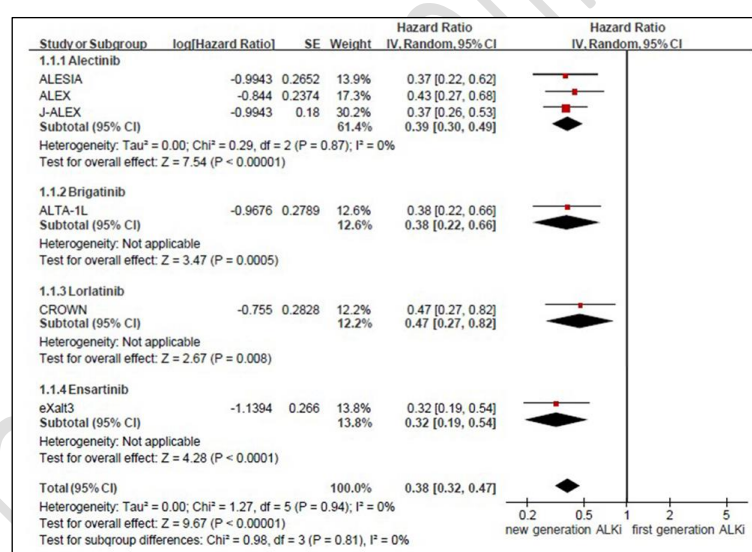 Hazard Ratio Hazard Ratio
Study or Subgroup log[Hazard Ratio] SE Weight IV, Random, 95% CI IV, Random, 95% CI
1.1.1 Alectinib
ALESIA -0.9943 0.2652 13.9% 0.37 [0.22, 0.62]
ALEX -0.844 0.2374 17.3% 0.43 [0.27, 0.68]
J-ALEX -0.9943 0.18 30.2% 0.37 [0.26, 0.53]
Subtotal (95% CI) 61.4% 0.39 [0.30, 0.49]
Heterogeneity: Tau² = 0.00; Chi² = 0.29, df = 2 (P = 0.87); I² = 0%
Test for overall effect: Z = 7.54 (P < 0.00001)
1.1.2 Brigatinib
ALTA-1L -0.9676 0.2789 12.6% 0.38 [0.22, 0.66]
Subtotal (95% CI) 12.6% 0.38 [0.22, 0.66]
Heterogeneity: Not applicable
Test for overall effect: Z = 3.47 (P = 0.0005)
1.1.3 Lorlatinib
CROWN -0.755 0.2828 12.2% 0.47 [0.27, 0.82]
Subtotal (95% CI) 12.2% 0.47 [0.27, 0.82]
Heterogeneity: Not applicable
Test for overall effect: Z = 2.67 (P = 0.008)
1.1.4 Ensartinib
eXalt3 -1.1394 0.266 13.8% 0.32 [0.19, 0.54]
Subtotal (95% CI) 13.8% 0.32 [0.19, 0.54]
Heterogeneity: Not applicable
Test for overall effect: Z = 4.28 (P < 0.0001)
Total (95% CI) 100.0% 0.38 [0.32, 0.47]
Heterogeneity: Tau² = 0.00; Chi² = 1.27, df = 5 (P = 0.94); I² = 0%
Test for overall effect: Z = 9.67 (P < 0.00001)
Test for subgroup differences: Chi² = 0.98, df = 3 (P = 0.81), I² = 0%
0.2 0.5 1 2 5
new generation ALKi first generation ALKi